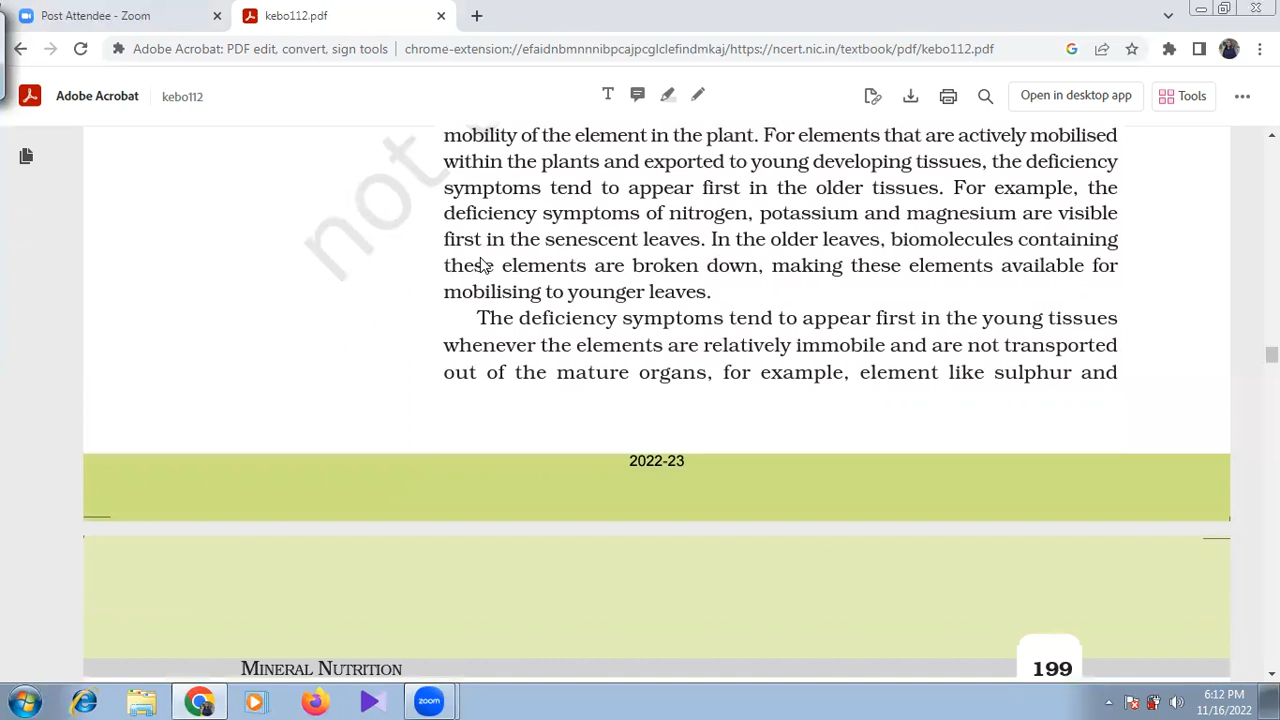 Post Attendee - Zoom
kebo112.pdf
Adobe Acrobat: PDF edit, convert, sign tools
chrome-extension://efaidnbmnnnibpcajpcglclefindmkaj/https://ncert.nic.in/textbook/pdf/kebo112.pdf
Adobe Acrobat
kebo112
Open in desktop app
Tools
mobility of the element in the plant. For elements that are actively mobilised
within the plants and exported to young developing tissues, the deficiency
symptoms tend to appear first in the older tissues. For example, the
deficiency symptoms of nitrogen, potassium and magnesium are visible
first in the senescent leaves. In the older leaves, biomolecules containing
these elements are broken down, making these elements available for
mobilising to younger leaves.
The deficiency symptoms tend to appear first in the young tissues
whenever the elements are relatively immobile and are not transported
out of the mature organs, for example, element like sulphur and
not
2022-23
MINERAL NUTRITION
199
zoom
6:12 PM
11/16/2022